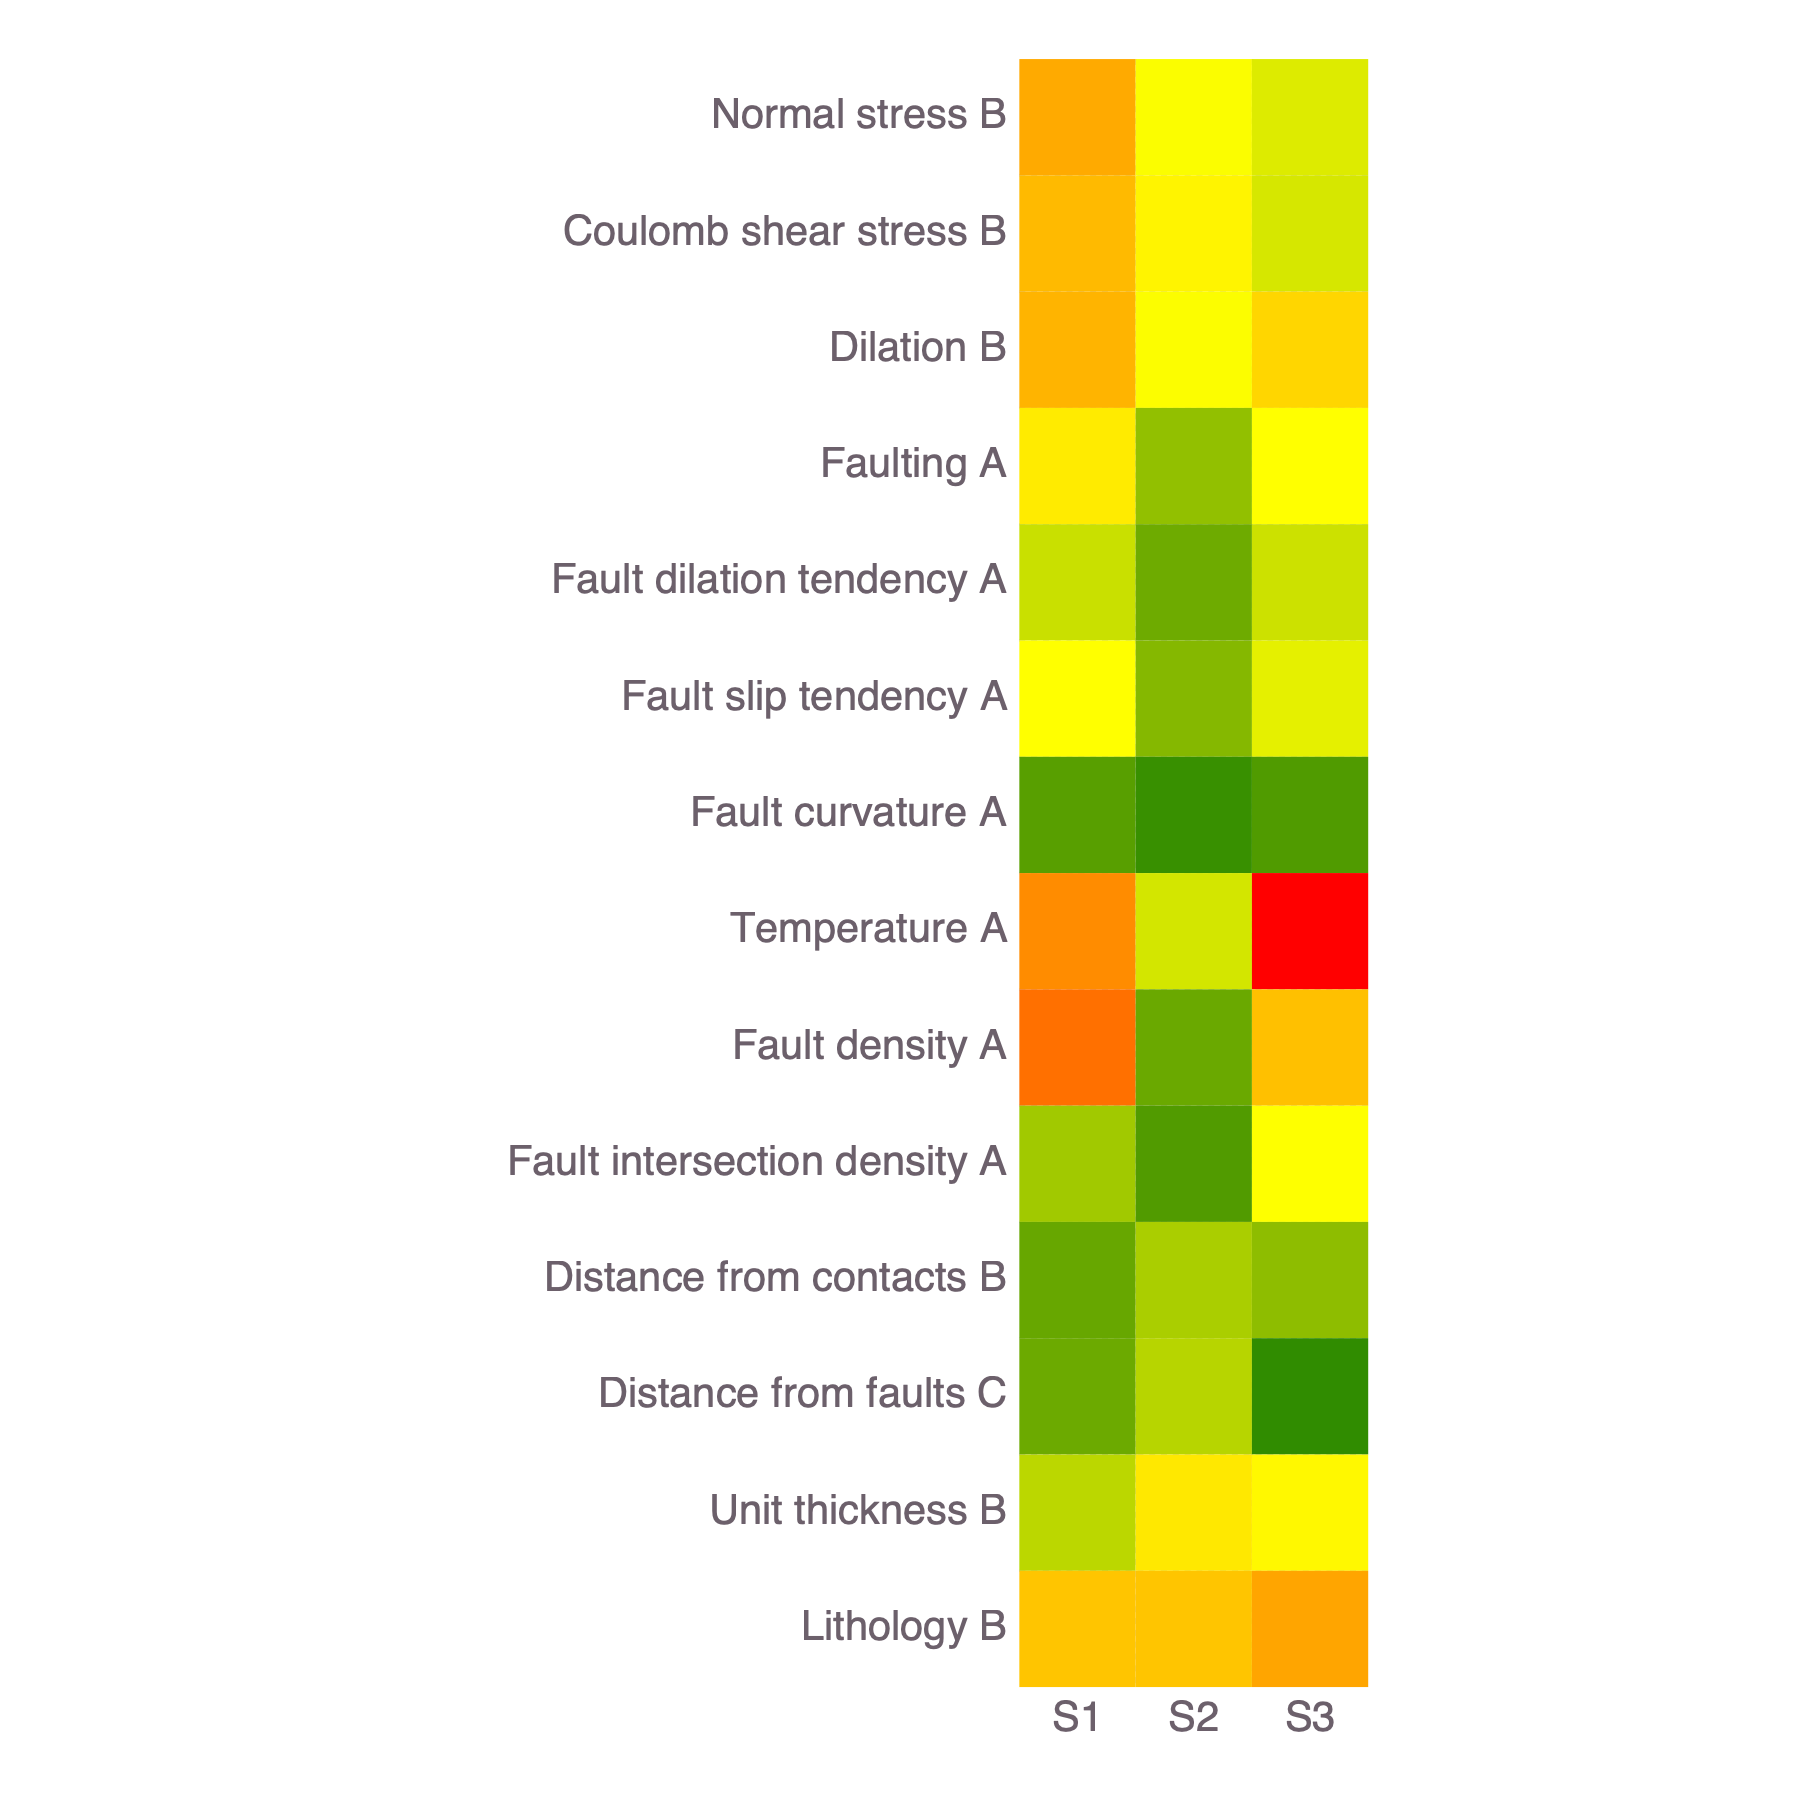 Normal stress B
Coulomb shear stress B
Dilation B
Faulting A
Fault dilation tendency A
Fault slip tendency A
Fault curvature A
Temperature A
Fault density A
Fault intersection density A
Distance from contacts B
Distance from faults C
Unit thickness B
Lithology B
S1 S2 S3